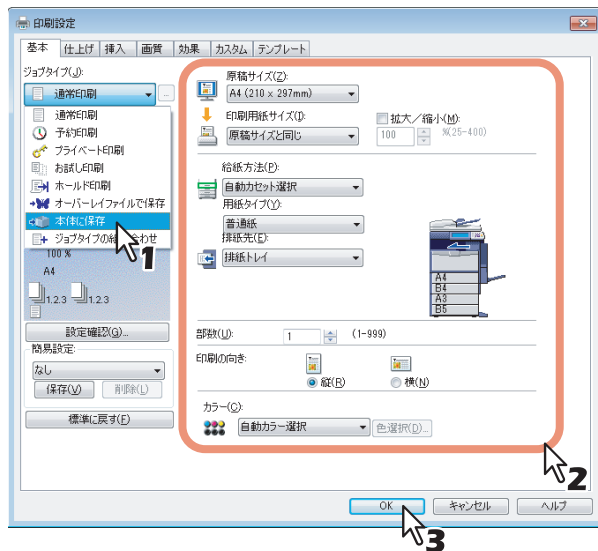 印刷設定
基本 仕上げ 挿入 画質 効果 カスタム テンプレート
ジョブタイプ(J):
通常印刷
通常印刷
予約印刷
プライベート印刷
お試し印刷
ホールド印刷
オーバーレイファイルで保存
本体に保存
ジョブタイプの組 合わせ
1
100 %
A4
1.2.3 1.2.3
設定確認(G)...
簡易設定:
なし
保存(V) 削除(L)
標準に戻す(F)
原稿サイズ(Z):
A4 (210 x 297mm)
印刷用紙サイズ(I):
原稿サイズと同じ
拡大/縮小(M):
100 %(25-400)
給紙方法(P):
自動カセット選択
用紙タイプ(Y):
普通紙
排紙先(E):
排紙トレイ
A4
B4
A3
B5
部数(U): 1 (1-999)
印刷の向き:
縦(R) 横(N)
カラー(C):
自動カラー選択 色選択(D)...
2
OK キャンセル ヘルプ
3